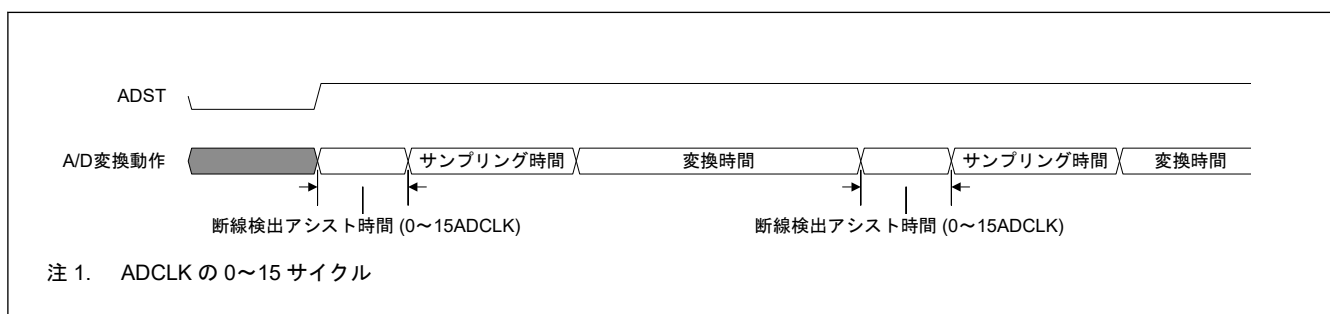 ADST
A/D変換動作
サンプリング時間
変換時間
サンプリング時間
変換時間
断線検出アシスト時間 (0～15ADCLK)
断線検出アシスト時間 (0～15ADCLK)
注 1. ADCLK の 0～15 サイクル